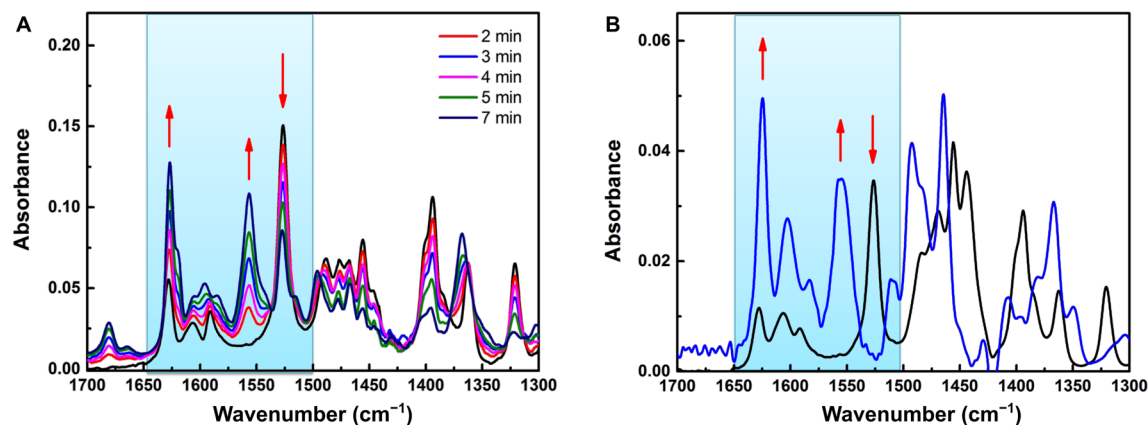 A
0.20
0.15
0.10
0.05
0.00
Absorbance
1700 1650 1600 1550 1500 1450 1400 1350 1300
Wavenumber (cm⁻¹)
2 min
3 min
4 min
5 min
7 min
B
0.06
0.04
0.02
0.00
Absorbance
1700 1650 1600 1550 1500 1450 1400 1350 1300
Wavenumber (cm⁻¹)